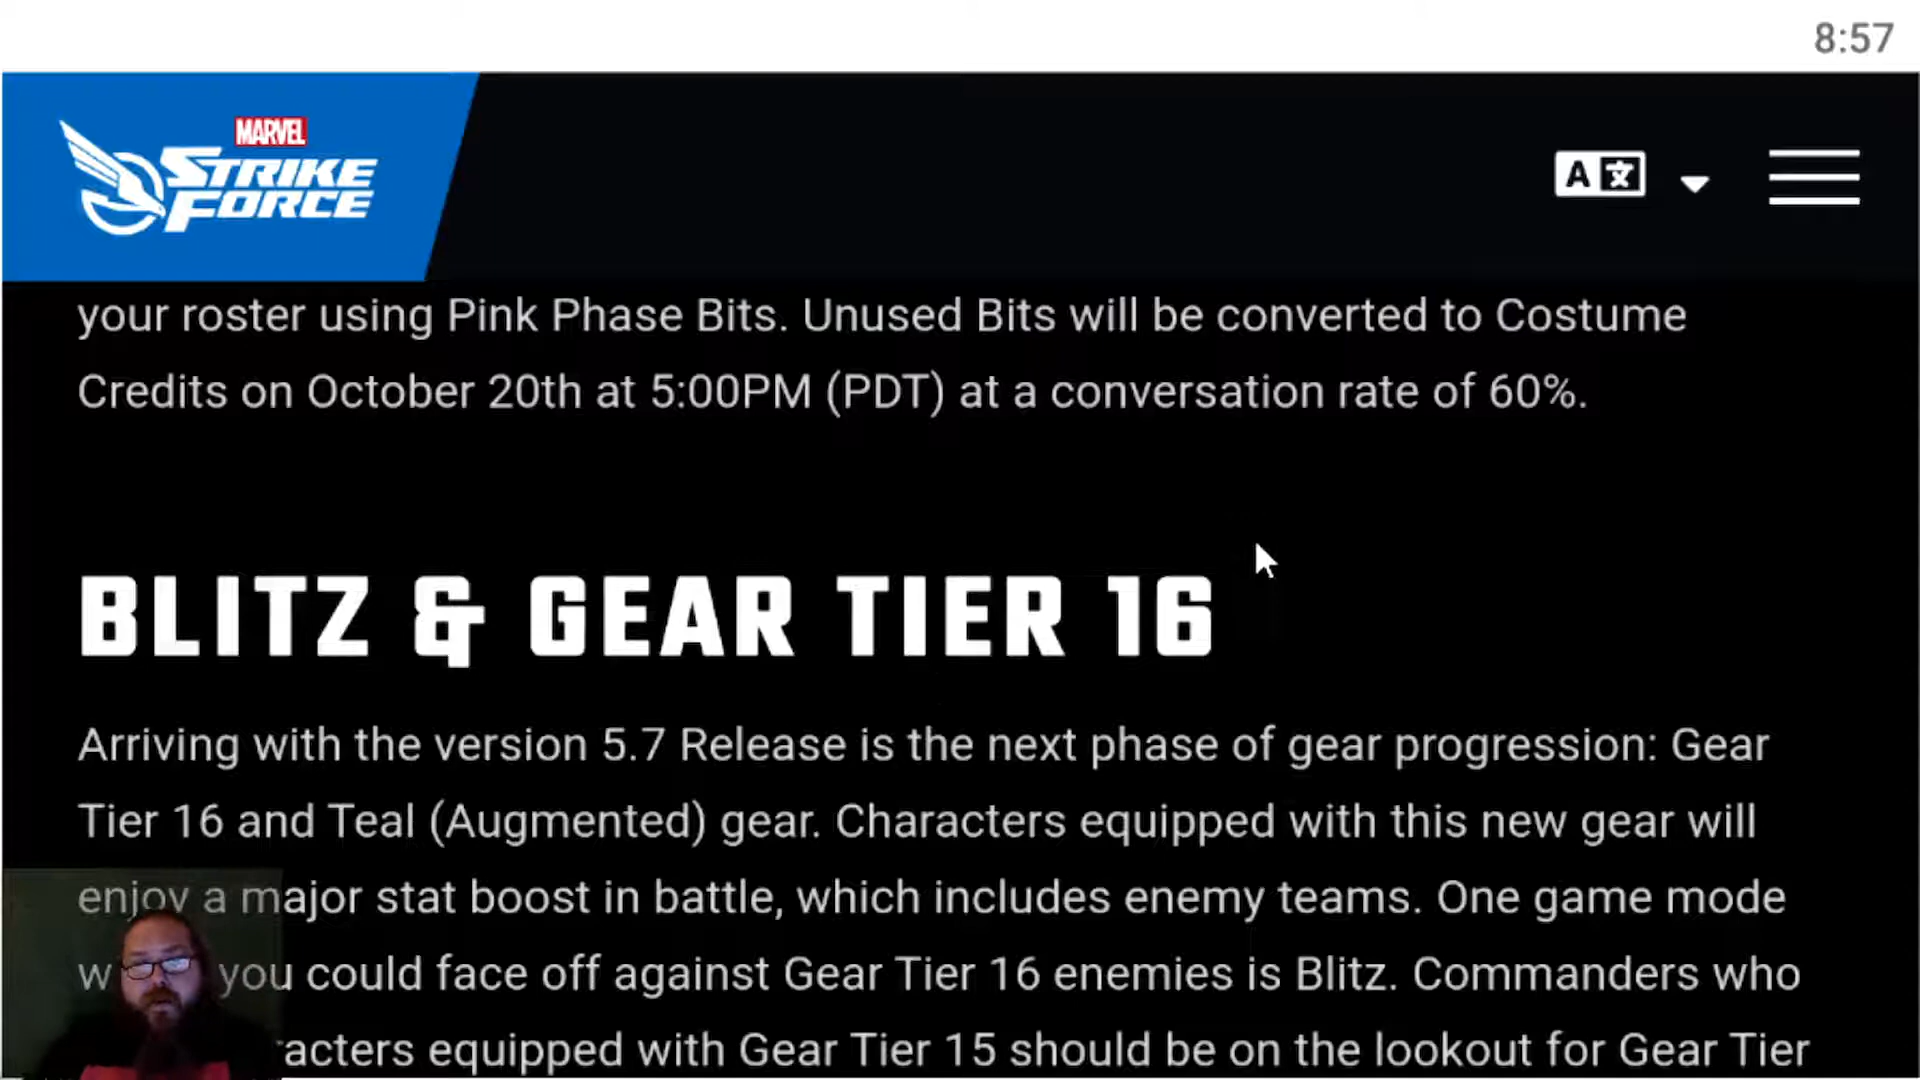 8:57
MARVEL
STRIKE
FORCE
A 文
your roster using Pink Phase Bits. Unused Bits will be converted to Costume
Credits on October 20th at 5:00PM (PDT) at a conversation rate of 60%.
BLITZ & GEAR TIER 16
Arriving with the version 5.7 Release is the next phase of gear progression: Gear
Tier 16 and Teal (Augmented) gear. Characters equipped with this new gear will
enjoy a major stat boost in battle, which includes enemy teams. One game mode
you could face off against Gear Tier 16 enemies is Blitz. Commanders who
equipped with Gear Tier 15 should be on the lookout for Gear Tier